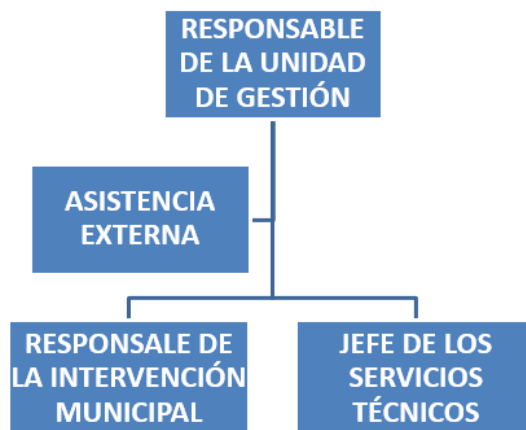 RESPONSABLE
DE LA UNIDAD
DE GESTIÓN
ASISTENCIA
EXTERNA
RESPONSALE DE
LA INTERVENCIÓN
MUNICIPAL
JEFE DE LOS
SERVICIOS
TÉCNICOS